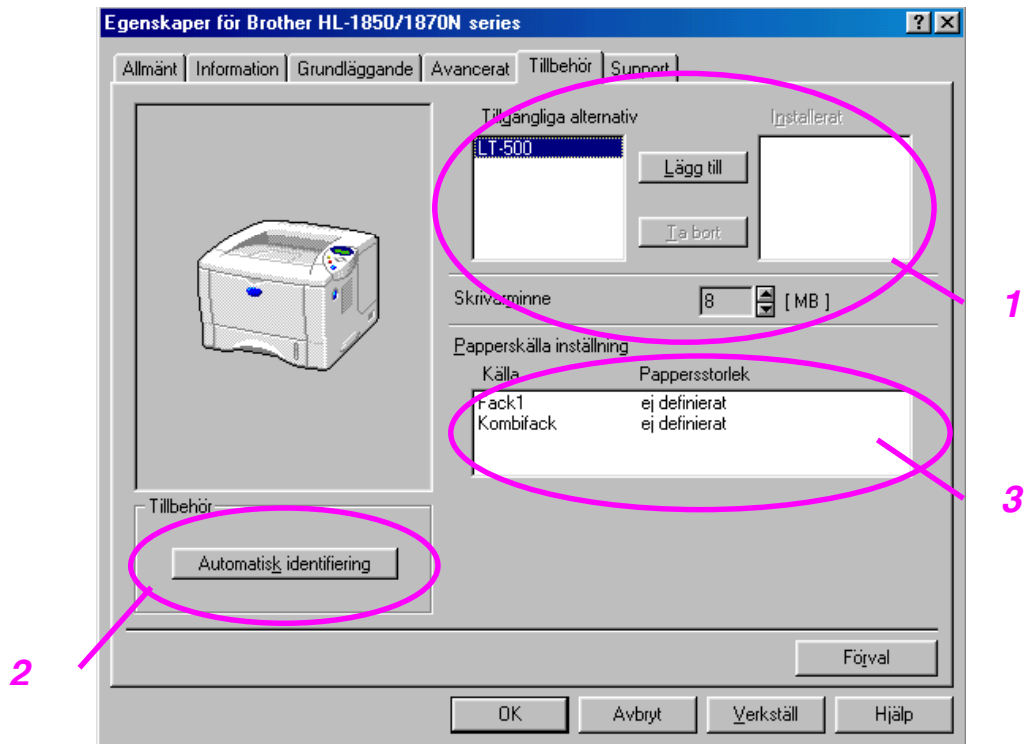 Egenskaper för Brother HL-1850/1870N series
Allmänt Information Grundläggande Avancerat Tillbehör Support
Tillgängliga alternativ Installerat
LT-500
Lägg till
Ta bort
Skrivarminne 8 [ MB ]
1
Papperskälla inställning
Källa Pappersstorlek
Fack1 ej definierat
Kombifack ej definierat
3
Tillbehör
Automatisk identifiering
2
Förval
OK Avbryt Verkställ Hjälp